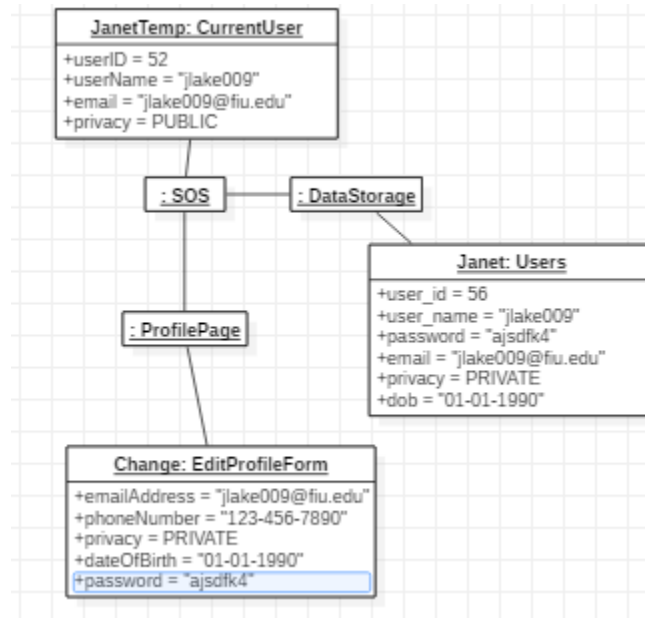 JanetTemp: CurrentUser
+userID = 52
+userName = "jlake009"
+email = "jlake009@fiu.edu"
+privacy = PUBLIC
: SOS
: DataStorage
Janet: Users
+user_id = 56
+user_name = "jlake009"
+password = "ajsdfk4"
+email = "jlake009@fiu.edu"
+privacy = PRIVATE
+dob = "01-01-1990"
: ProfilePage
Change: EditProfileForm
+emailAddress = "jlake009@fiu.edu"
+phoneNumber = "123-456-7890"
+privacy = PRIVATE
+dateOfBirth = "01-01-1990"
+password = "ajsdfk4"